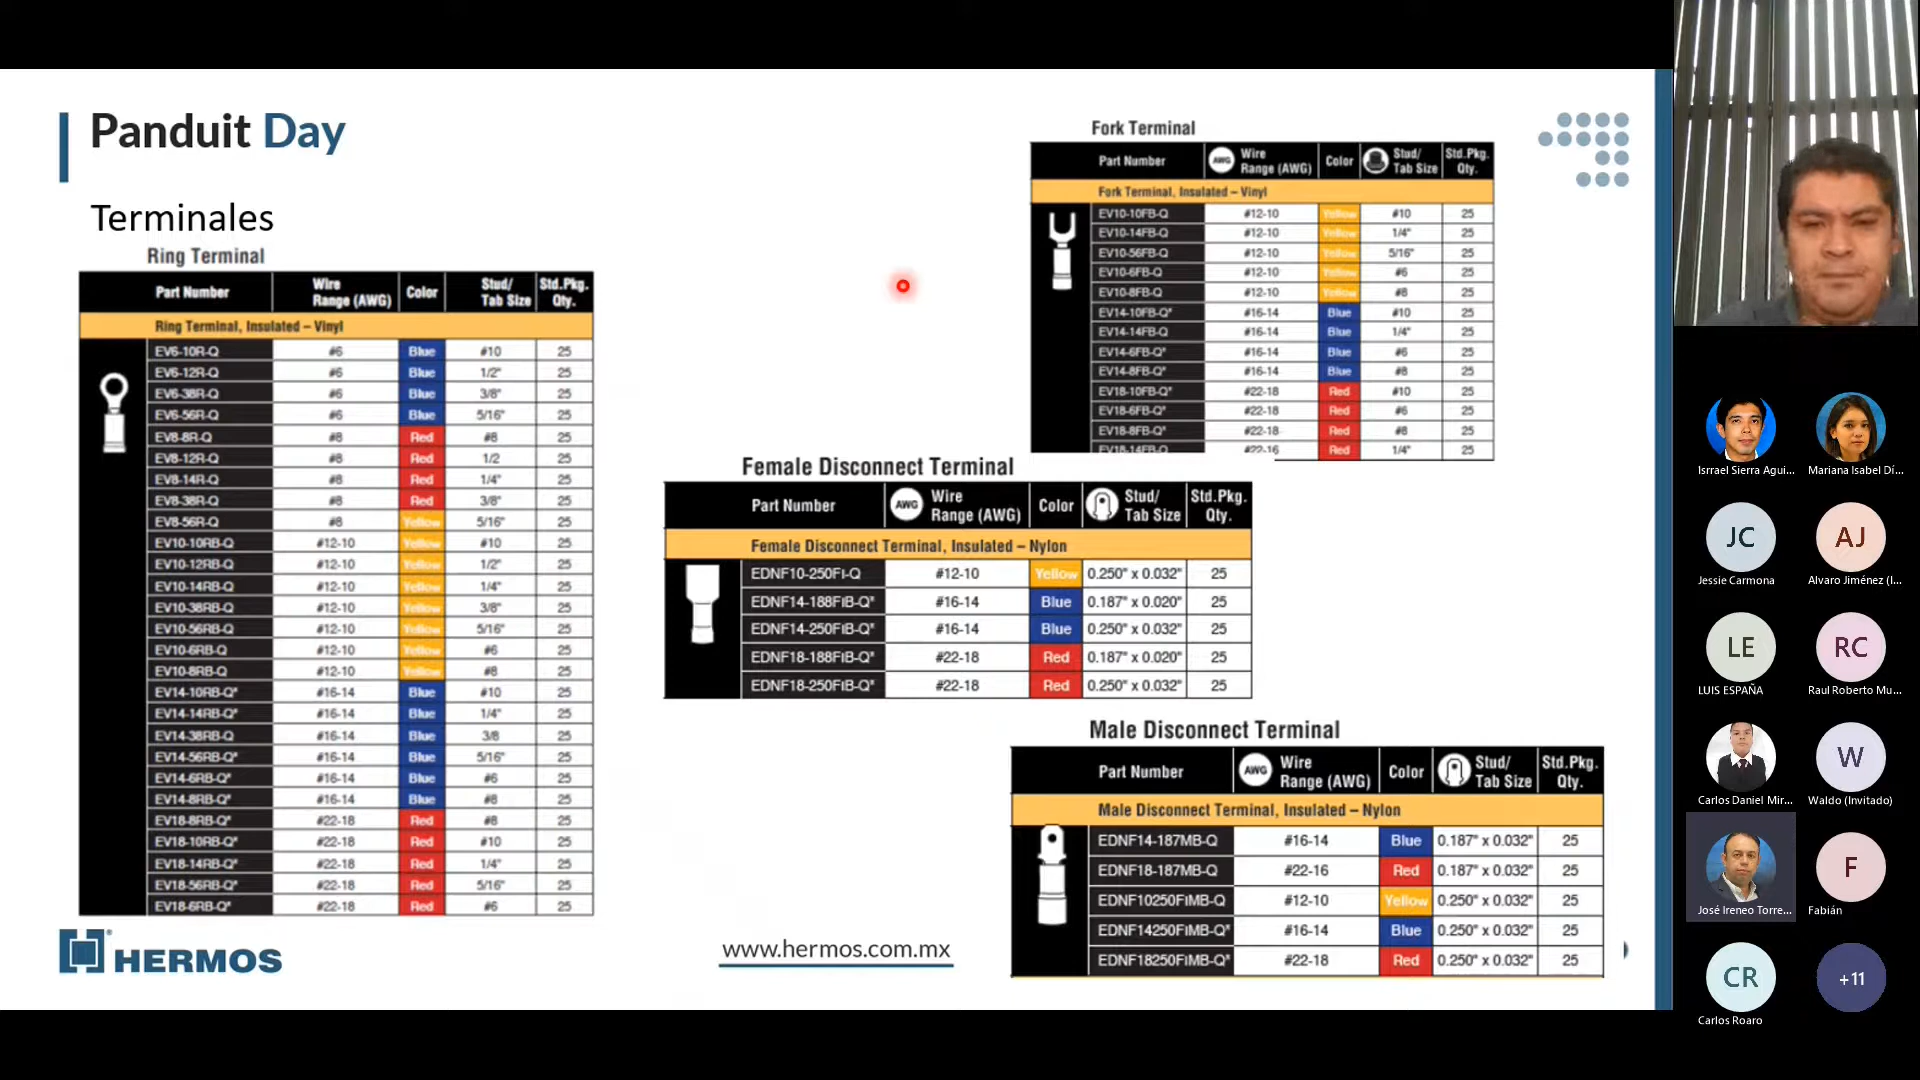 Panduit Day
Terminales
Ring Terminal
Part Number Wire Range (AWG) Color Stud/ Tab Size Std.Pkg. Qty.
Ring Terminal, Insulated – Vinyl
EV6-10R-Q #6 Blue #10 25
EV6-12R-Q #6 Blue 1/2" 25
EV6-38R-Q #6 Blue 3/8" 25
EV6-56R-Q #6 Blue 5/16" 25
EV8-8R-Q #8 Red #8 25
EV8-12R-Q #8 Red 1/2 25
EV8-14R-Q #8 Red 1/4" 25
EV8-38R-Q #8 Red 3/8" 25
EV8-56R-Q #8 Yellow 5/16" 25
EV10-10RB-Q #12-10 Yellow #10 25
EV10-12RB-Q #12-10 Yellow 1/2" 25
EV10-14RB-Q #12-10 Yellow 1/4" 25
EV10-38RB-Q #12-10 Yellow 3/8" 25
EV10-56RB-Q #12-10 Yellow 5/16" 25
EV10-6RB-Q #12-10 Yellow #6 25
EV10-8RB-Q #12-10 Yellow #8 25
EV14-10RB-Q* #16-14 Blue #10 25
EV14-14RB-Q* #16-14 Blue 1/4" 25
EV14-38RB-Q #16-14 Blue 3/8 25
EV14-56RB-Q* #16-14 Blue 5/16" 25
EV14-6RB-Q* #16-14 Blue #6 25
EV14-8RB-Q* #16-14 Blue #8 25
EV18-8RB-Q* #22-18 Red #8 25
EV18-10RB-Q* #22-18 Red #10 25
EV18-14RB-Q* #22-18 Red 1/4" 25
EV18-56RB-Q* #22-18 Red 5/16" 25
EV18-6RB-Q* #22-18 Red #6 25
Fork Terminal
Part Number AWG Wire Range (AWG) Color Stud/ Tab Size Std.Pkg. Qty.
Fork Terminal, Insulated – Vinyl
EV10-10FB-Q #12-10 Yellow #10 25
EV10-14FB-Q #12-10 Yellow 1/4" 25
EV10-56FB-Q #12-10 Yellow 5/16" 25
EV10-6FB-Q #12-10 Yellow #6 25
EV10-8FB-Q #12-10 Yellow #8 25
EV14-10FB-Q* #16-14 Blue #10 25
EV14-14FB-Q #16-14 Blue 1/4" 25
EV14-6FB-Q* #16-14 Blue #6 25
EV14-8FB-Q* #16-14 Blue #8 25
EV18-10FB-Q* #22-18 Red #10 25
EV18-6FB-Q* #22-18 Red #6 25
EV18-8FB-Q* #22-18 Red #8 25
EV18-14FB-Q #22-16 Red 1/4" 25
Female Disconnect Terminal
Part Number AWG Wire Range (AWG) Color Stud/ Tab Size Std.Pkg. Qty.
Female Disconnect Terminal, Insulated – Nylon
EDNF10-250FI-Q #12-10 Yellow 0.250" x 0.032" 25
EDNF14-188FIB-Q* #16-14 Blue 0.187" x 0.020" 25
EDNF14-250FIB-Q* #16-14 Blue 0.250" x 0.032" 25
EDNF18-188FIB-Q* #22-18 Red 0.187" x 0.020" 25
EDNF18-250FIB-Q* #22-18 Red 0.250" x 0.032" 25
Male Disconnect Terminal
Part Number AWG Wire Range (AWG) Color Stud/ Tab Size Std.Pkg. Qty.
Male Disconnect Terminal, Insulated – Nylon
EDNF14-187MB-Q #16-14 Blue 0.187" x 0.032" 25
EDNF18-187MB-Q #22-16 Red 0.187" x 0.032" 25
EDNF10250FIMB-Q #12-10 Yellow 0.250" x 0.032" 25
EDNF14250FIMB-Q* #16-14 Blue 0.250" x 0.032" 25
EDNF18250FIMB-Q* #22-18 Red 0.250" x 0.032" 25
HERMOS
www.hermos.com.mx
Isrrael Sierra Agui... Mariana Isabel Dí...
JC AJ
Jessie Carmona Alvaro Jiménez (I...
LE RC
LUIS ESPAÑA Raul Roberto Mu...
W
Carlos Daniel Mir... Waldo (Invitado)
F
José Ireneo Torre... Fabián
CR +11
Carlos Roaro